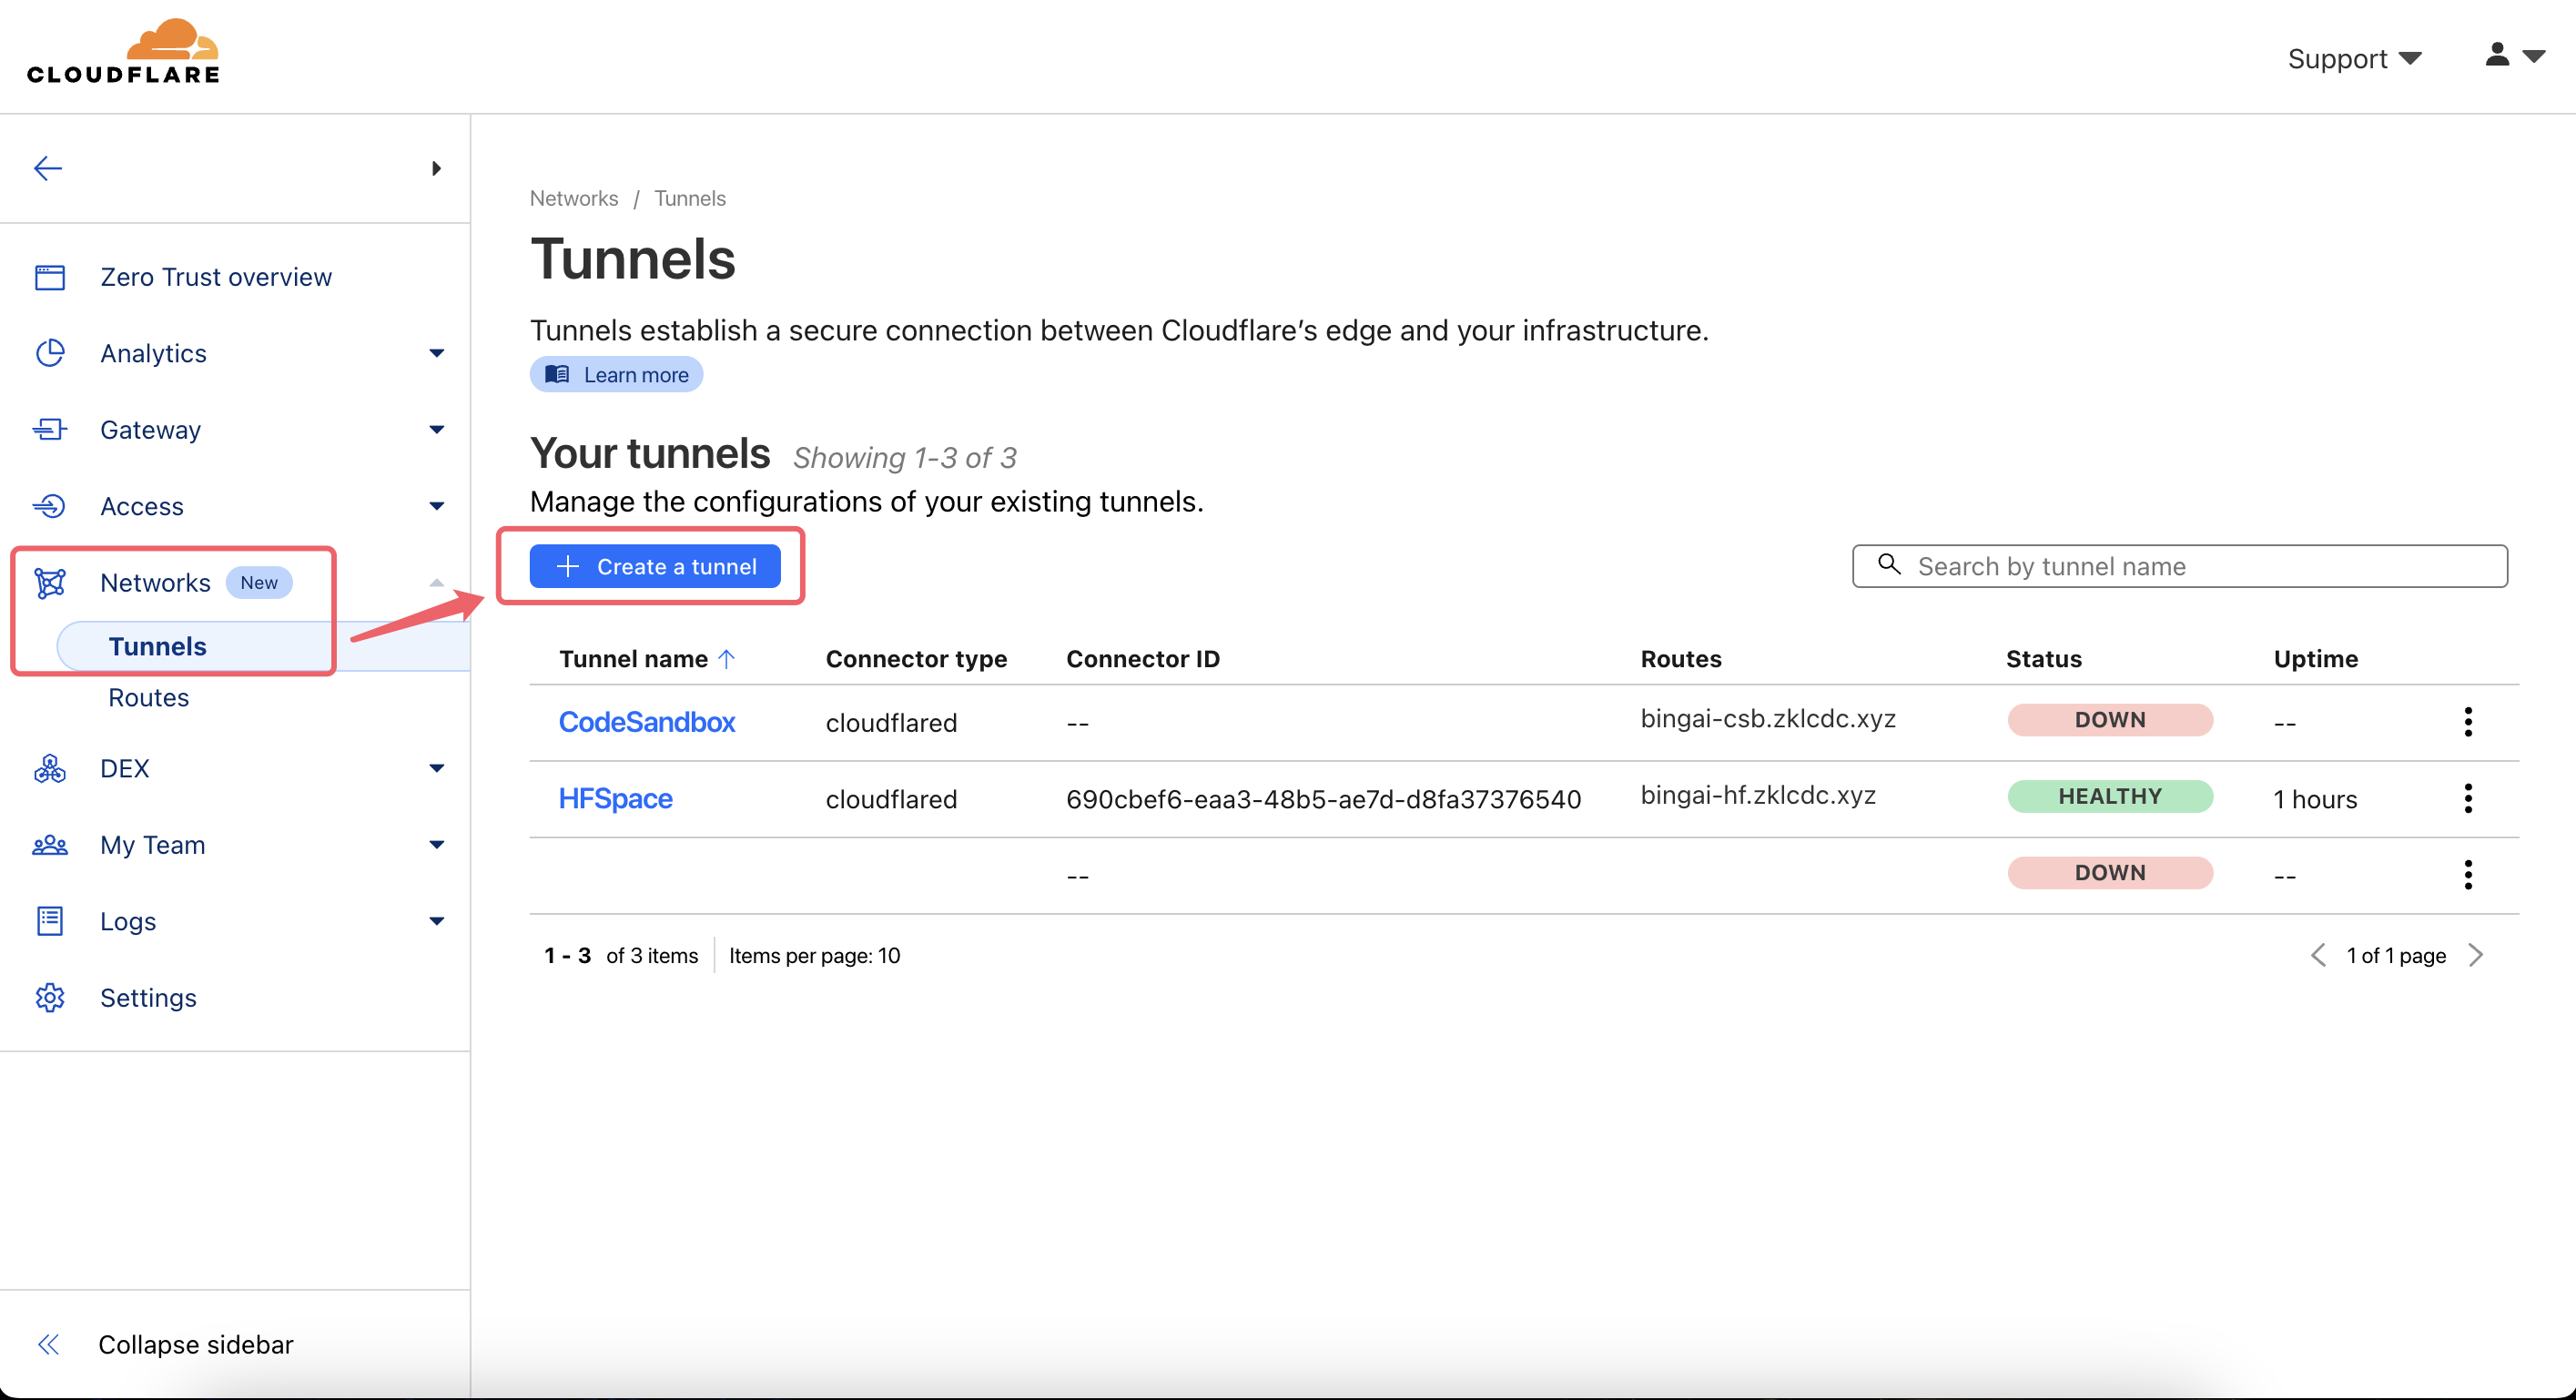 CLOUDFLARE
Support
Zero Trust overview
Analytics
Gateway
Access
Networks New
Tunnels
Routes
DEX
My Team
Logs
Settings
Collapse sidebar
Networks / Tunnels
Tunnels
Tunnels establish a secure connection between Cloudflare’s edge and your infrastructure.
Learn more
Your tunnels Showing 1-3 of 3
Manage the configurations of your existing tunnels.
Create a tunnel
Search by tunnel name
Tunnel name Connector type Connector ID Routes Status Uptime
CodeSandbox cloudflared -- bingai-csb.zklcdc.xyz DOWN --
HFSpace cloudflared 690cbef6-eaa3-48b5-ae7d-d8fa37376540 bingai-hf.zklcdc.xyz HEALTHY 1 hours
-- DOWN --
1 - 3 of 3 items Items per page: 10 1 of 1 page